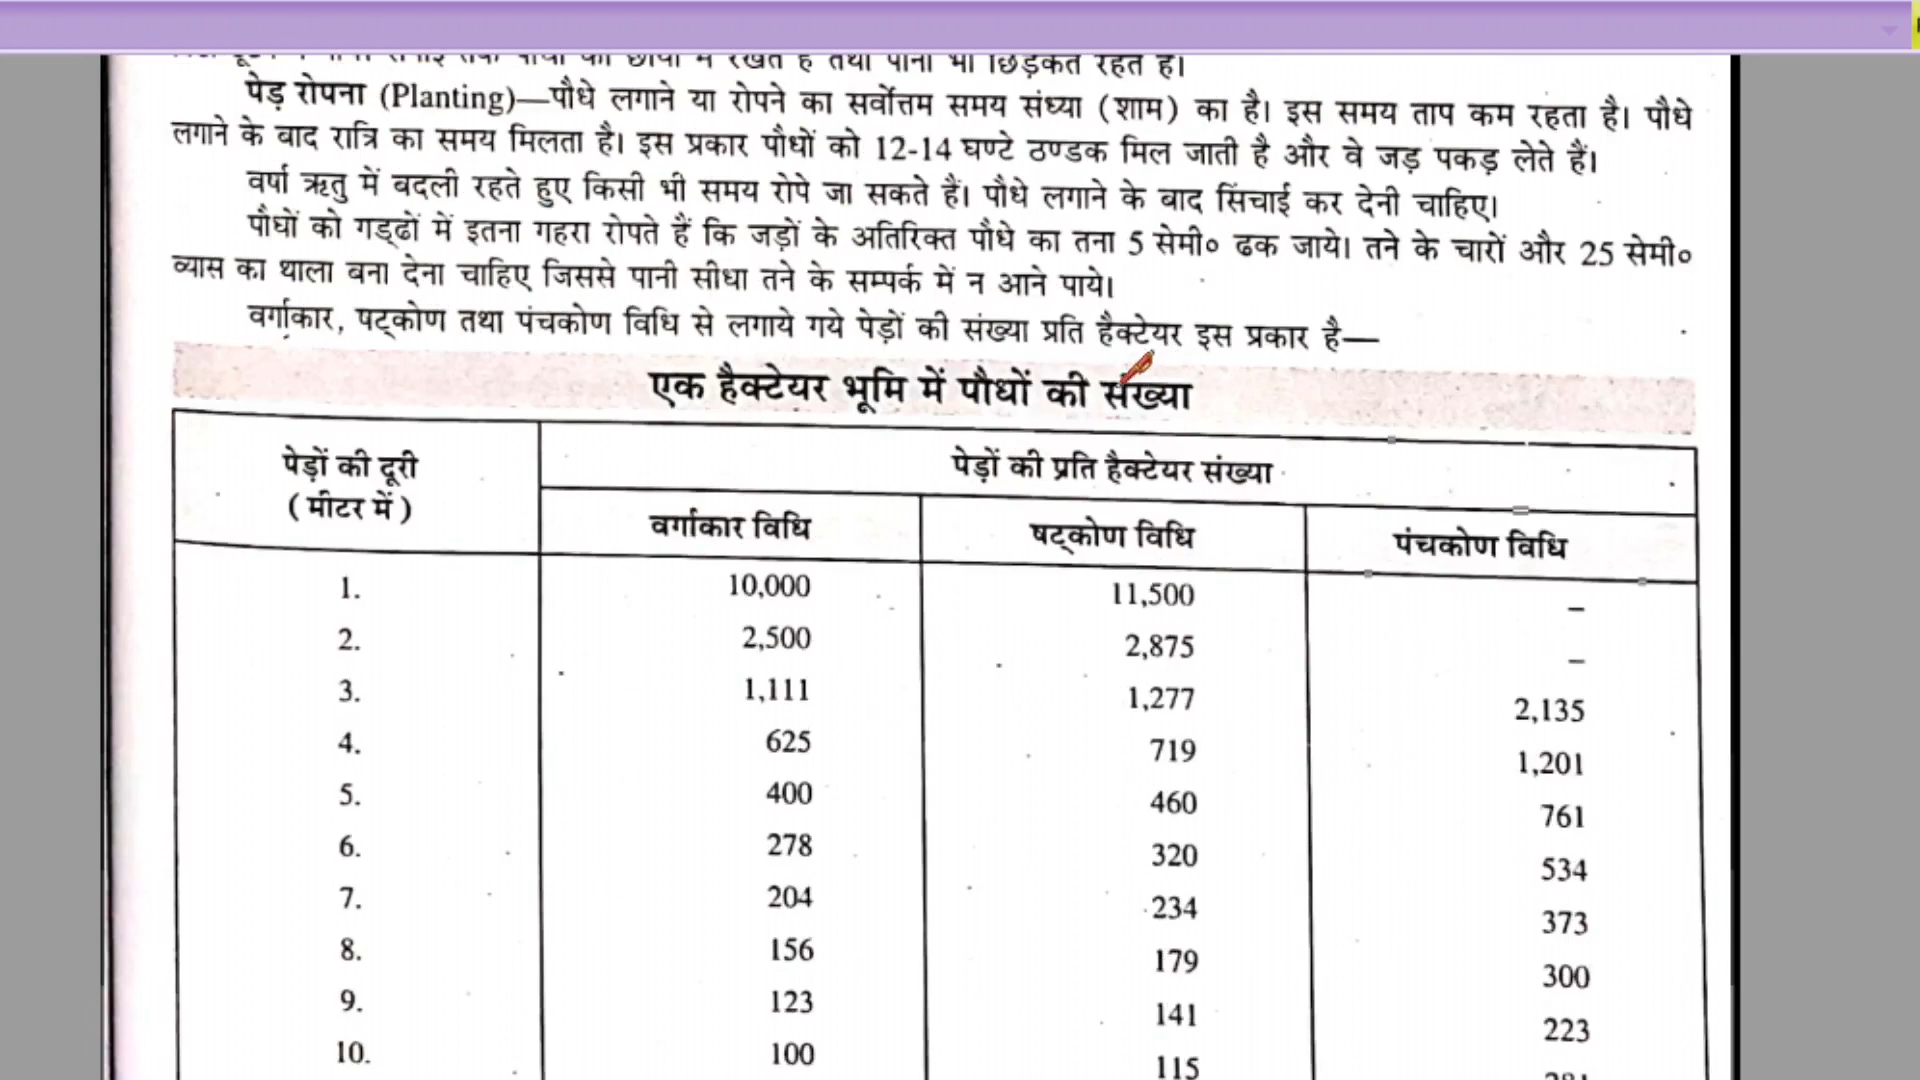 छाया में रखते हैं तथा पानी भी छिड़कते रहते हैं।
पेड़ रोपना (Planting)—पौधे लगाने या रोपने का सर्वोत्तम समय संध्या (शाम) का है। इस समय ताप कम रहता है। पौधे
लगाने के बाद रात्रि का समय मिलता है। इस प्रकार पौधों को 12-14 घण्टे ठण्डक मिल जाती है और वे जड़ पकड़ लेते हैं।
वर्षा ऋतु में बदली रहते हुए किसी भी समय रोपे जा सकते हैं। पौधे लगाने के बाद सिंचाई कर देनी चाहिए।
पौधों को गड्ढों में इतना गहरा रोपते हैं कि जड़ों के अतिरिक्त पौधे का तना 5 सेमी० ढक जाये। तने के चारों और 25 सेमी०
व्यास का थाला बना देना चाहिए जिससे पानी सीधा तने के सम्पर्क में न आने पाये।
वर्गाकार, षट्कोण तथा पंचकोण विधि से लगाये गये पेड़ों की संख्या प्रति हैक्टेयर इस प्रकार है—
एक हैक्टेयर भूमि में पौधों की संख्या
पेड़ों की दूरी
(मीटर में)
पेड़ों की प्रति हैक्टेयर संख्या
वर्गाकार विधि षट्कोण विधि पंचकोण विधि
1. 10,000 11,500 –
2. 2,500 2,875 –
3. 1,111 1,277 2,135
4. 625 719 1,201
5. 400 460 761
6. 278 320 534
7. 204 234 373
8. 156 179 300
9. 123 141 223
10. 100 115